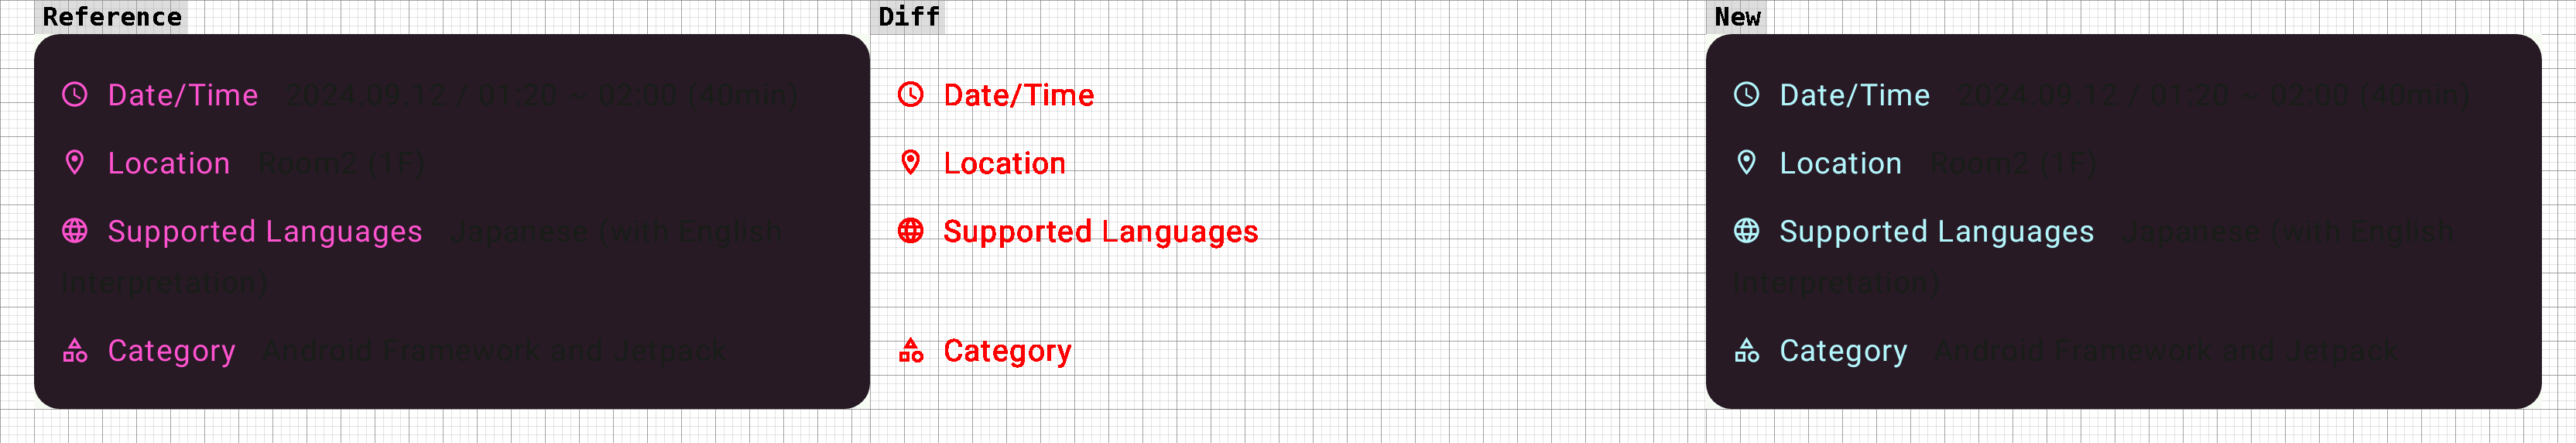 Reference
Diff
New
Date/Time 2024.09.12 / 01:20 ~ 02:00 (40min)
Location Room2 (1F)
Supported Languages Japanese (with English
Interpretation)
Category Android Framework and Jetpack
Date/Time
Location
Supported Languages
Category
Date/Time 2024.09.12 / 01:20 ~ 02:00 (40min)
Location Room2 (1F)
Supported Languages Japanese (with English
Interpretation)
Category Android Framework and Jetpack